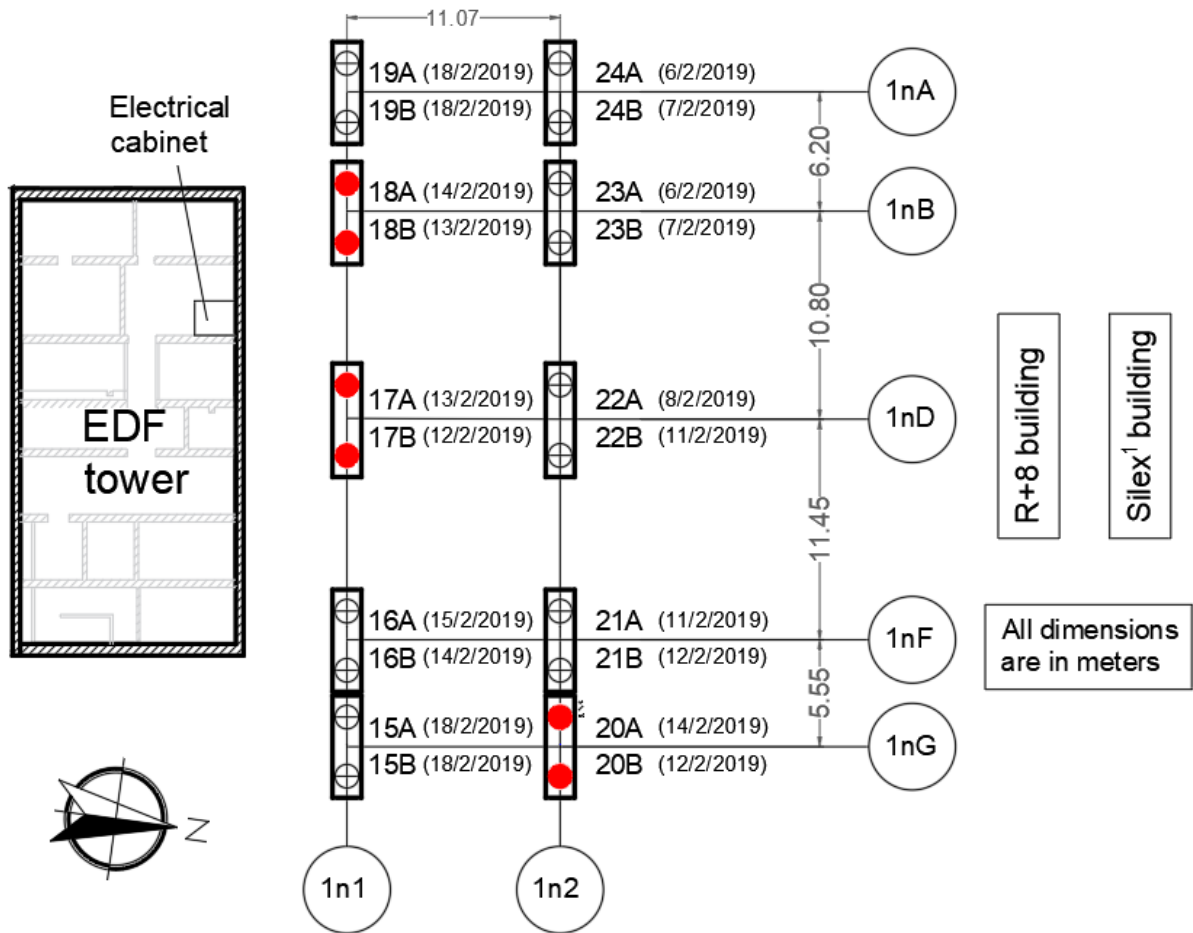 11.07
19A (18/2/2019)
24A (6/2/2019)
19B (18/2/2019)
24B (7/2/2019)
1nA
Electrical
cabinet
6.20
18A (14/2/2019)
23A (6/2/2019)
18B (13/2/2019)
23B (7/2/2019)
1nB
10.80
17A (13/2/2019)
22A (8/2/2019)
17B (12/2/2019)
22B (11/2/2019)
1nD
EDF
tower
R+8 building
Silex1 building
11.45
16A (15/2/2019)
21A (11/2/2019)
16B (14/2/2019)
21B (12/2/2019)
1nF
All dimensions
are in meters
5.55
15A (18/2/2019)
20A (14/2/2019)
15B (18/2/2019)
20B (12/2/2019)
1nG
N
1n1
1n2